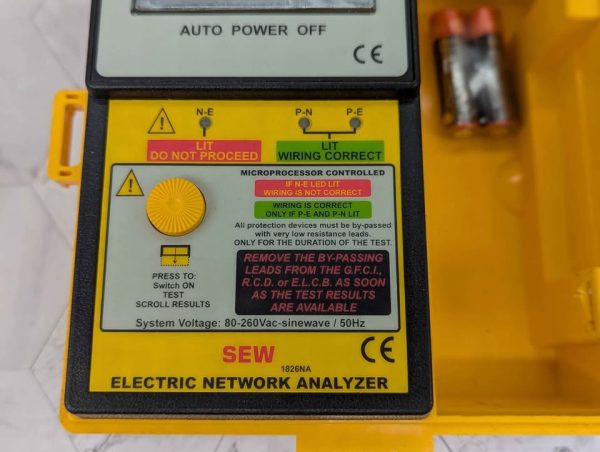 AUTO POWER OFF
CE
N-E
P-N P-E
LIT
DO NOT PROCEED
LIT
WIRING CORRECT
MICROPROCESSOR CONTROLLED
IF N-E LED LIT
WIRING IS NOT CORRECT
WIRING IS CORRECT
ONLY IF P-E AND P-N LIT
All protection devices must be by-passed
with very low resistance leads.
ONLY FOR THE DURATION OF THE TEST.
PRESS TO:
Switch ON
TEST
SCROLL RESULTS
REMOVE THE BY-PASSING
LEADS FROM THE G.F.C.I.,
R.C.D. or E.L.C.B. AS SOON
AS THE TEST RESULTS
ARE AVAILABLE
System Voltage: 80-260Vac-sinewave / 50Hz
SEW
1826NA
CE
ELECTRIC NETWORK ANALYZER